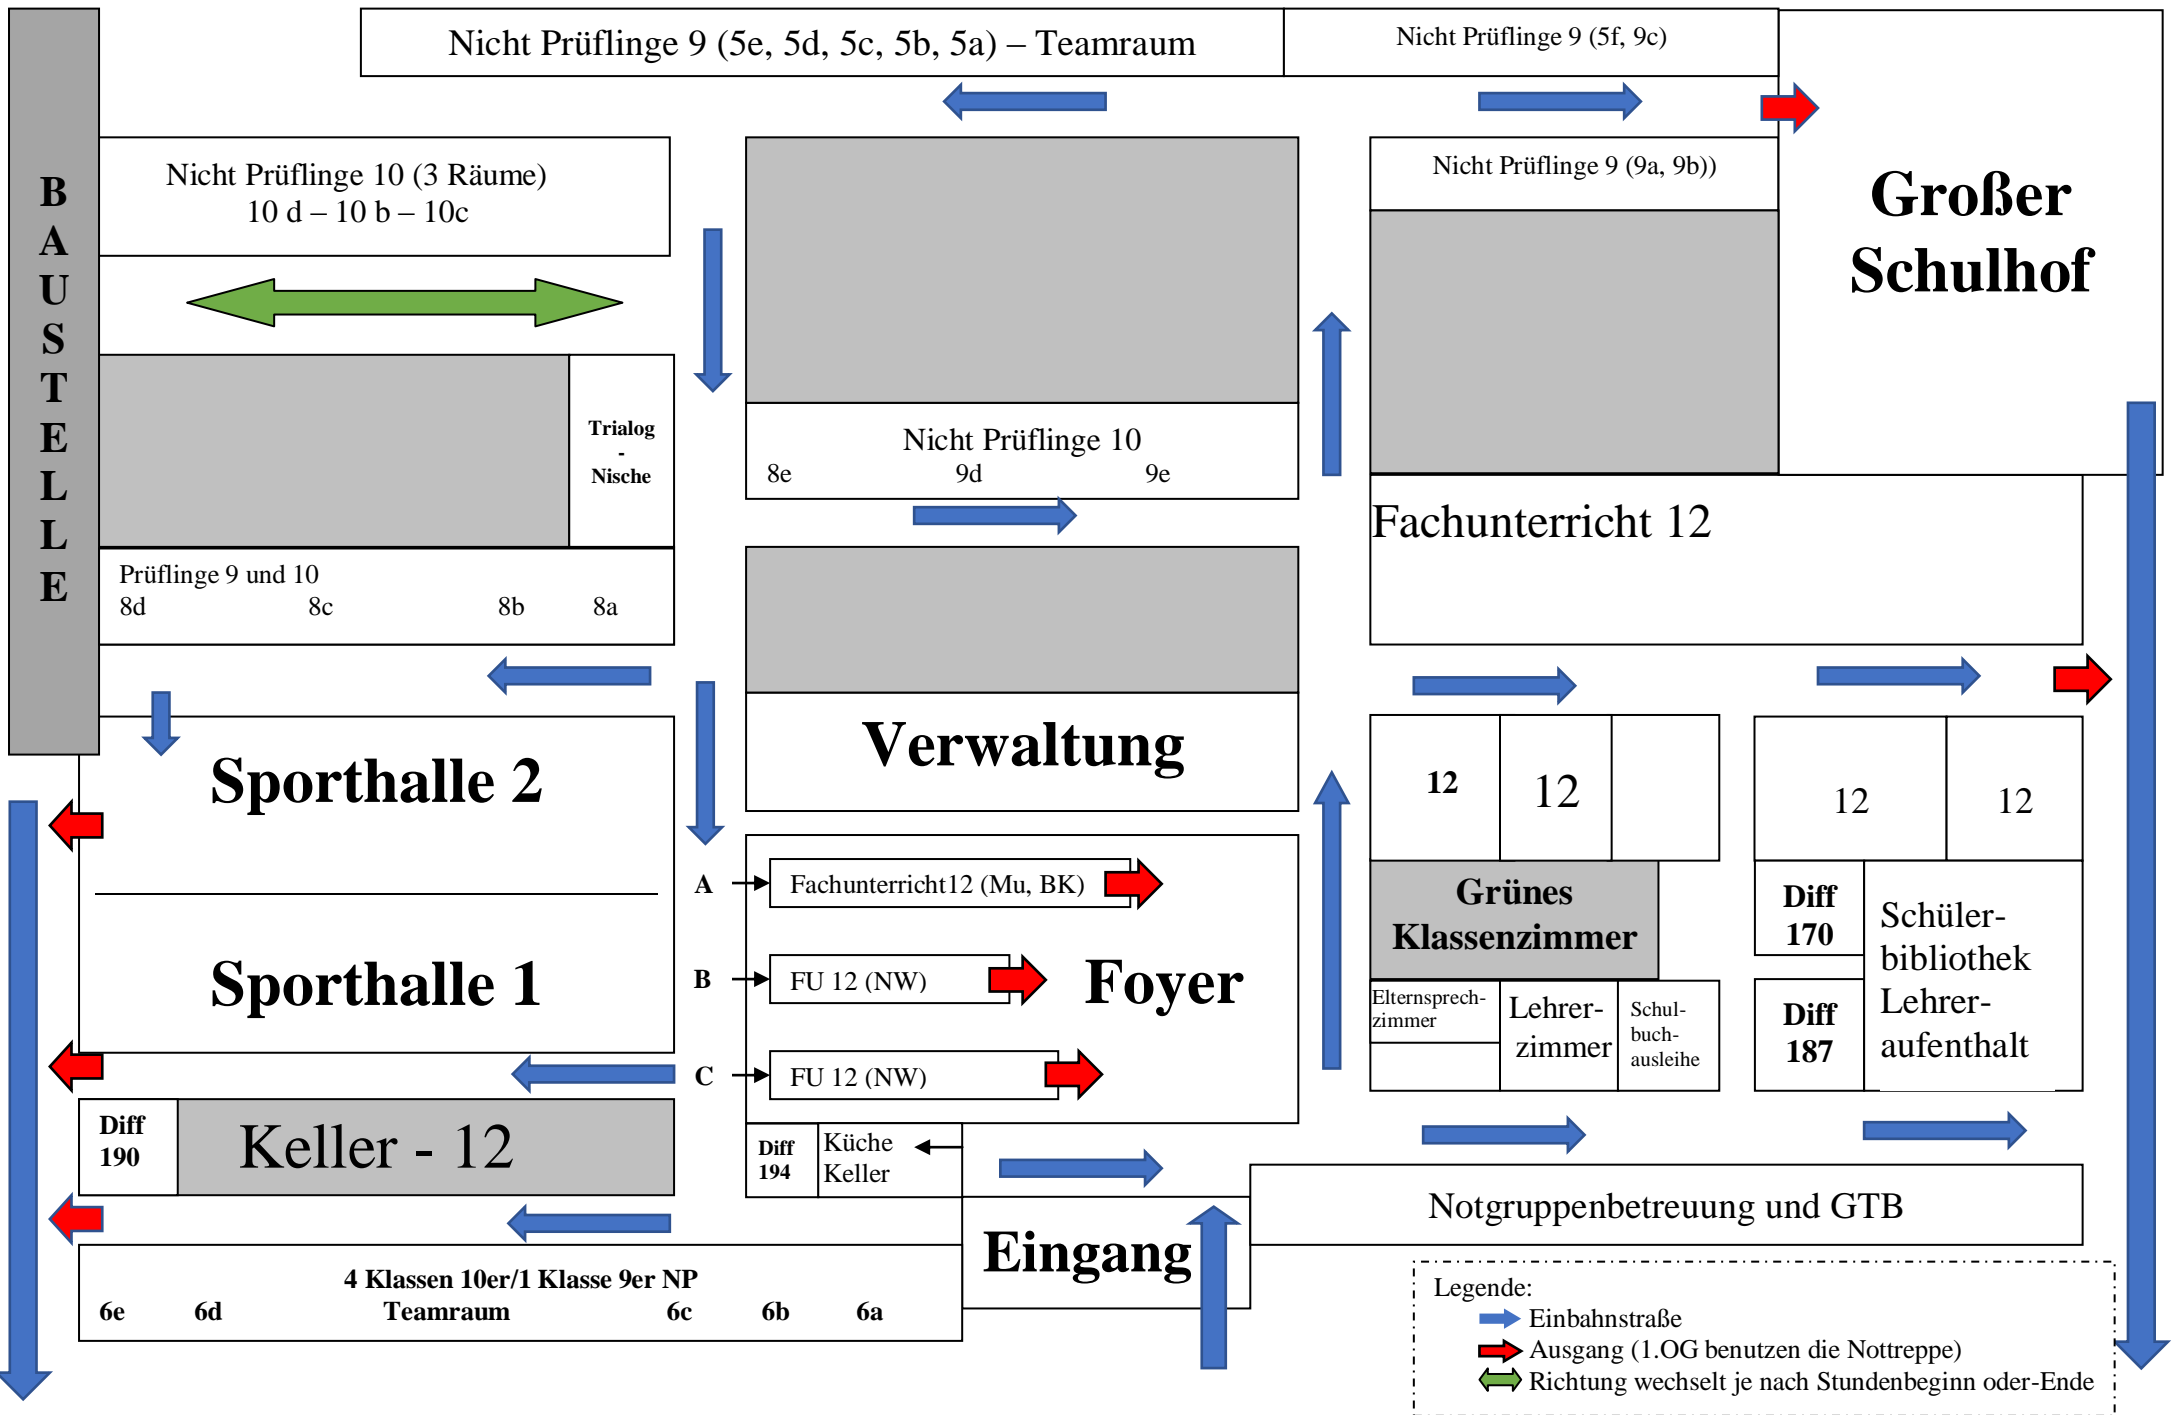 Nicht Prüflinge 9 (5e, 5d, 5c, 5b, 5a) – Teamraum
Nicht Prüflinge 9 (5f, 9c)
BAUSTELLE
Nicht Prüflinge 10 (3 Räume)
10 d – 10 b – 10c
Nicht Prüflinge 9 (9a, 9b))
Großer
Schulhof
Trialog
-
Nische
Nicht Prüflinge 10
8e 9d 9e
Fachunterricht 12
Prüflinge 9 und 10
8d 8c 8b 8a
Sporthalle 2
Verwaltung
12
12
12
12
Sporthalle 1
A
Fachunterricht12 (Mu, BK)
B
FU 12 (NW)
C
FU 12 (NW)
Foyer
Grünes
Klassenzimmer
Diff
170
Schüler-
bibliothek
Lehrer-
aufenthalt
Elternsprech-
zimmer
Lehrer-
zimmer
Schul-
buch-
ausleihe
Diff
187
Diff
190
Keller - 12
Diff
194
Küche
Keller
Eingang
Notgruppenbetreuung und GTB
4 Klassen 10er/1 Klasse 9er NP
6e 6d Teamraum 6c 6b 6a
Legende:
Einbahnstraße
Ausgang (1.OG benutzen die Nottreppe)
Richtung wechselt je nach Stundenbeginn oder-Ende